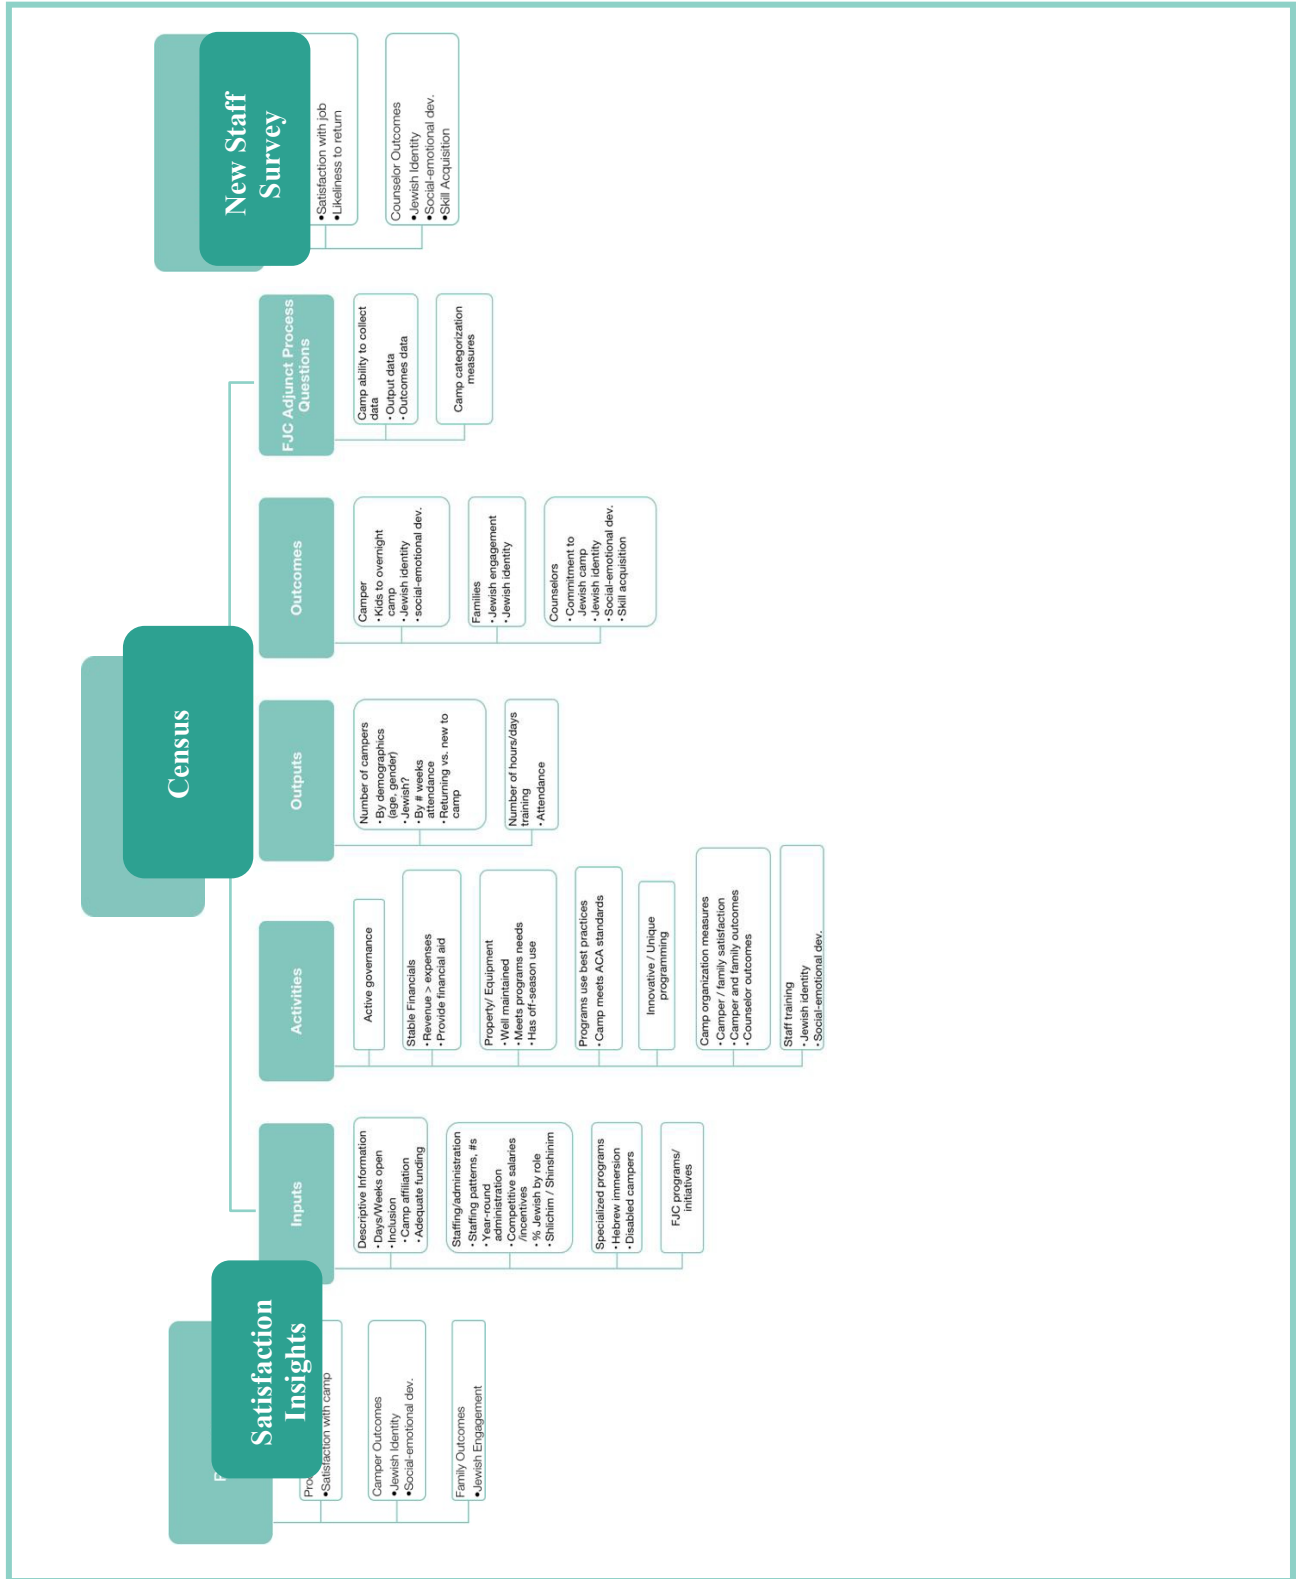 Satisfaction
Insights
Satisfaction with camp
Camper Outcomes
•Jewish Identity
•Social-emotional dev.
Family Outcomes
•Jewish Engagement
Census
Inputs
Descriptive Information
• Days/Weeks open
• Inclusion
• Camp affiliation
• Adequate funding
Staffing/administration
• Staffing patterns, #s
• Year-round
administration
• Competitive salaries
/incentives
• % Jewish by role
• Shlichim / Shinshinim
Specialized programs
• Hebrew immersion
• Disabled campers
FJC programs/
initiatives
Activities
Active governance
Stable Financials
• Revenue > expenses
• Provide financial aid
Property/ Equipment
• Well maintained
• Meets programs needs
• Has off-season use
Programs use best practices
• Camp meets ACA standards
Innovative / Unique
programming
Camp organization measures
• Camper / family satisfaction
• Camper and family outcomes
• Counselor outcomes
Staff training
• Jewish identity
• Social-emotional dev.
Outputs
Number of campers
• By demographics
(age, gender)
• Jewish?
• By # weeks
attendance
• Returning vs. new to
camp
Number of hours/days
training
• Attendance
Outcomes
Camper
• Kids to overnight
camp
• Jewish identity
• social-emotional dev.
Families
• Jewish engagement
• Jewish identity
Counselors
• Commitment to
Jewish camp
• Jewish identity
• Social-emotional dev.
• Skill acquisition
FJC Adjunct Process
Questions
Camp ability to collect
data
• Output data
• Outcomes data
Camp categorization
measures
New Staff
Survey
•Satisfaction with job
•Likeliness to return
Counselor Outcomes
•Jewish Identity
•Social-emotional dev.
•Skill Acquisition